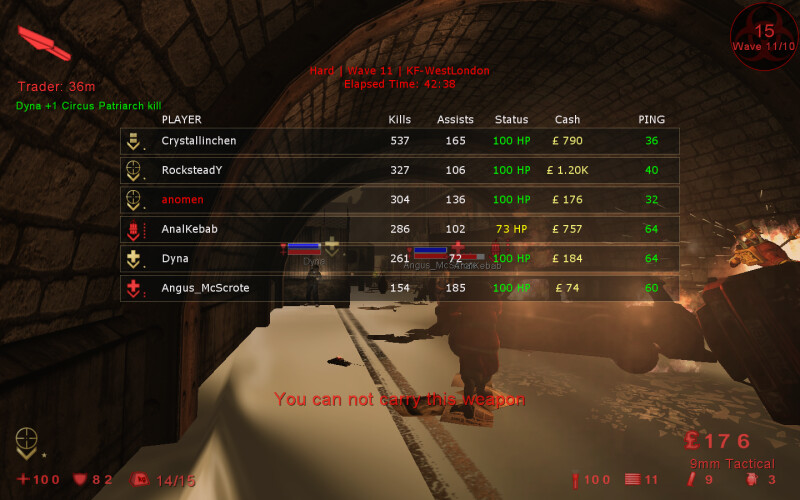 15
Wave 11/10
Trader: 36m
Dyna +1 Circus Patriarch kill
Hard | Wave 11 | KF-WestLondon
Elapsed Time: 42:38
PLAYER Kills Assists Status Cash PING
Crystallinchen 537 165 100 HP £ 790 36
RocksteadY 327 106 100 HP £ 1.20K 40
anomen 304 136 100 HP £ 176 32
AnalKebab 286 102 73 HP £ 757 64
Dyna 261 72 100 HP £ 184 64
Angus_McScrote 154 185 100 HP £ 74 60
Dyna
You can not carry this weapon
£176
9mm Tactical
100 82 14/15 100 11 9 3